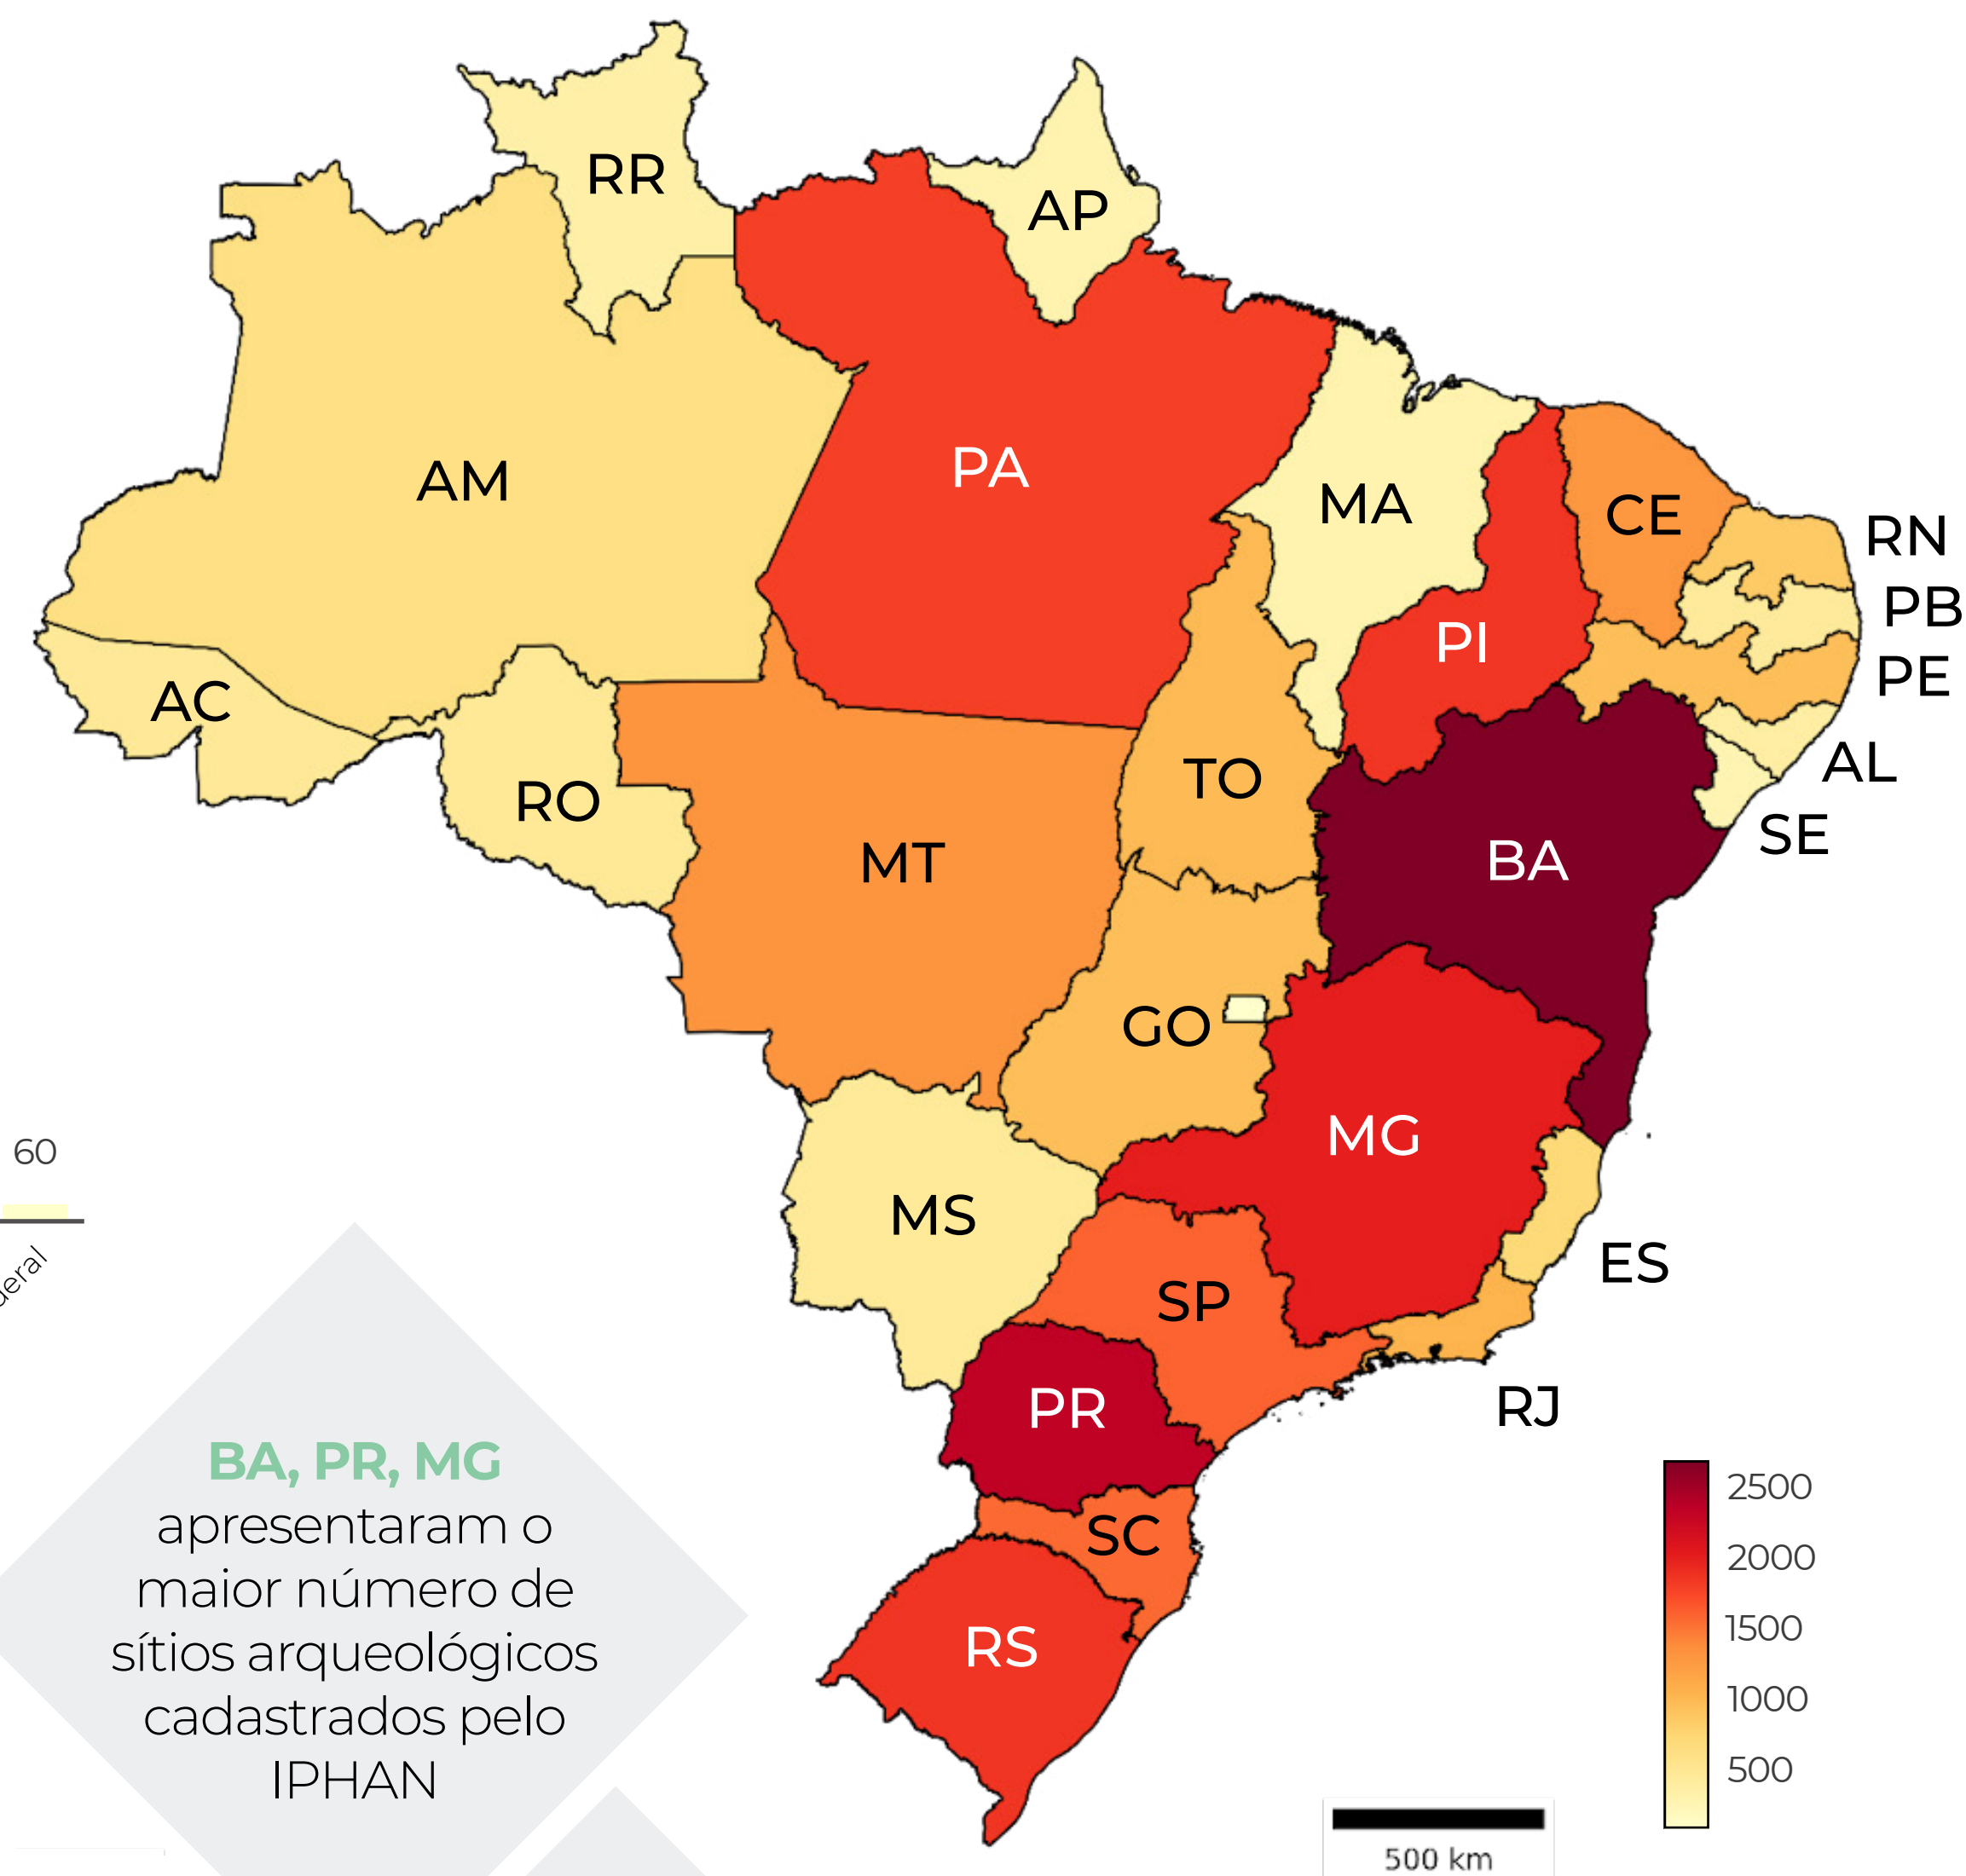 RR
AP
AM
PA
MA
CE
RN
PB
PE
PI
AC
AL
RO
TO
SE
MT
BA
GO
MG
60
MS
ES
SP
RJ
PR
SC
RS
BA, PR, MG
apresentaram o
maior número de
sítios arqueológicos
cadastrados pelo
IPHAN
2500
2000
1500
1000
500
500 km